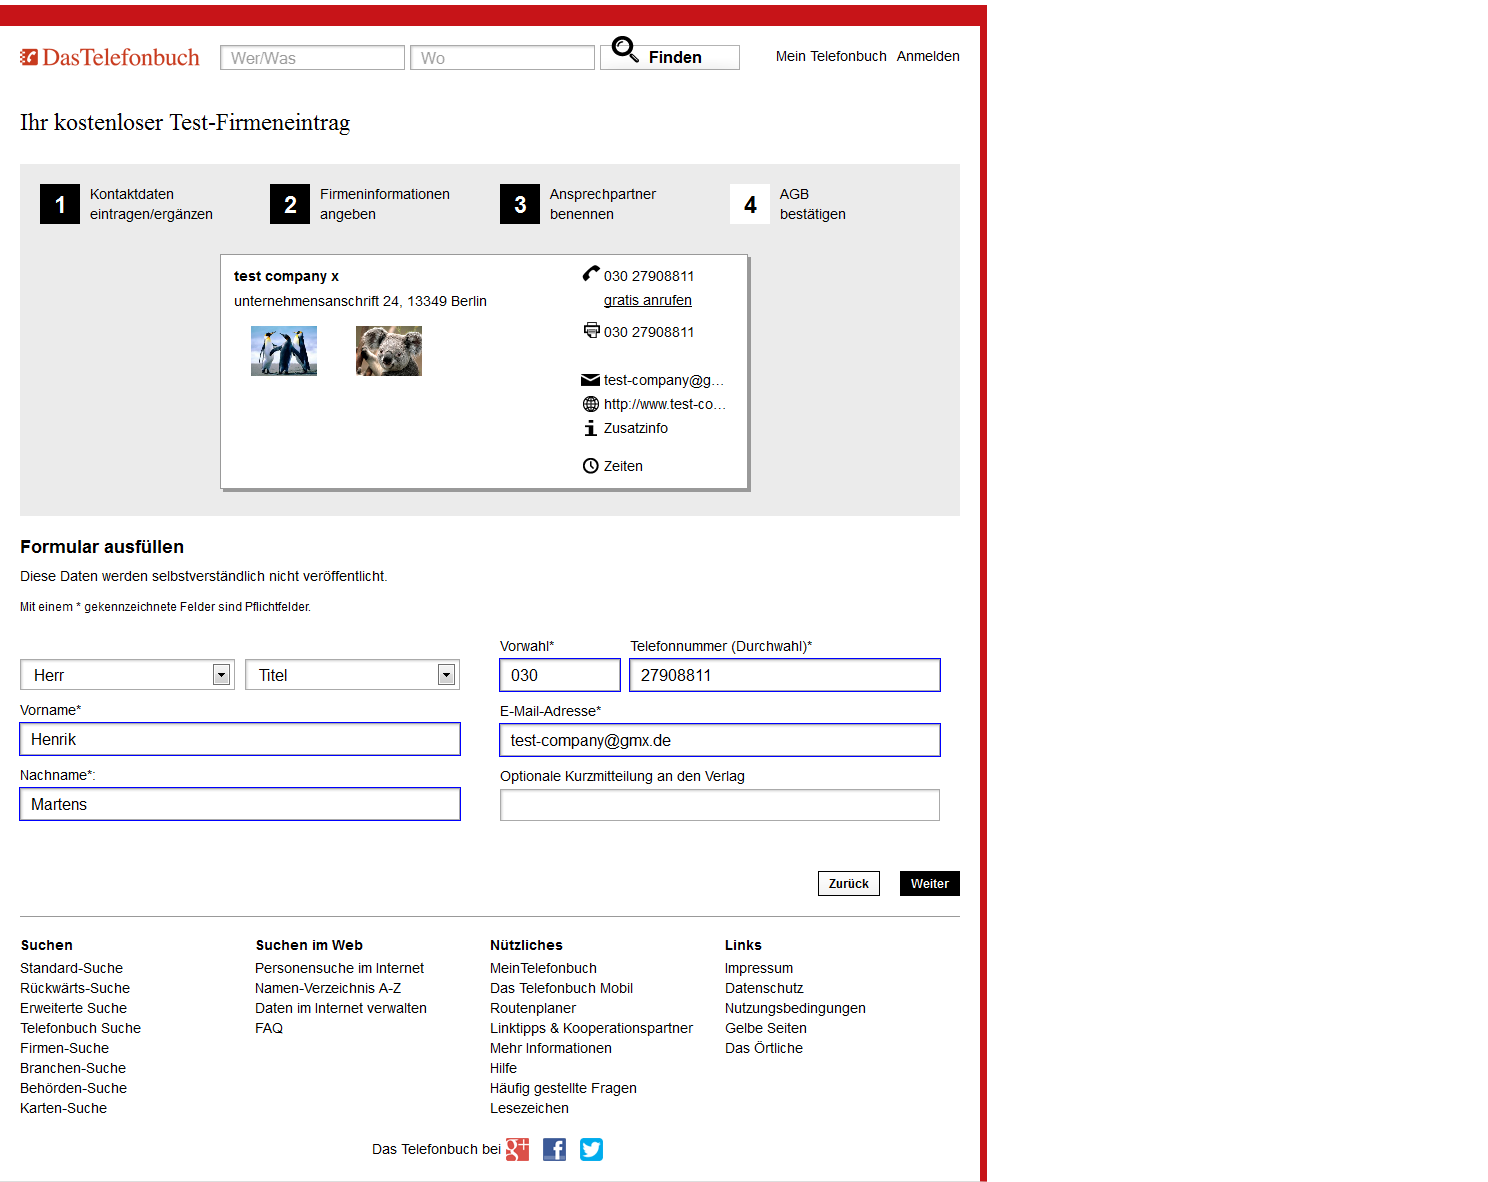 DasTelefonbuch Wer/Was Wo Finden Mein Telefonbuch Anmelden
Ihr kostenloser Test-Firmeneintrag
1 Kontaktdaten eintragen/ergänzen
2 Firmeninformationen angeben
3 Ansprechpartner benennen
4 AGB bestätigen
test company x
unternehmensanschrift 24, 13349 Berlin
030 27908811
gratis anrufen
030 27908811
test-company@g...
http://www.test-co...
Zusatzinfo
Zeiten
Formular ausfüllen
Diese Daten werden selbstverständlich nicht veröffentlicht.
Mit einem * gekennzeichnete Felder sind Pflichtfelder.
Herr Titel
Vorname*
Henrik
Nachname*:
Martens
Vorwahl* Telefonnummer (Durchwahl)*
030 27908811
E-Mail-Adresse*
test-company@gmx.de
Optionale Kurzmitteilung an den Verlag
Zurück Weiter
Suchen
Standard-Suche
Rückwärts-Suche
Erweiterte Suche
Telefonbuch Suche
Firmen-Suche
Branchen-Suche
Behörden-Suche
Karten-Suche
Suchen im Web
Personensuche im Internet
Namen-Verzeichnis A-Z
Daten im Internet verwalten
FAQ
Nützliches
MeinTelefonbuch
Das Telefonbuch Mobil
Routenplaner
Linktipps & Kooperationspartner
Mehr Informationen
Hilfe
Häufig gestellte Fragen
Lesezeichen
Links
Impressum
Datenschutz
Nutzungsbedingungen
Gelbe Seiten
Das Örtliche
Das Telefonbuch bei